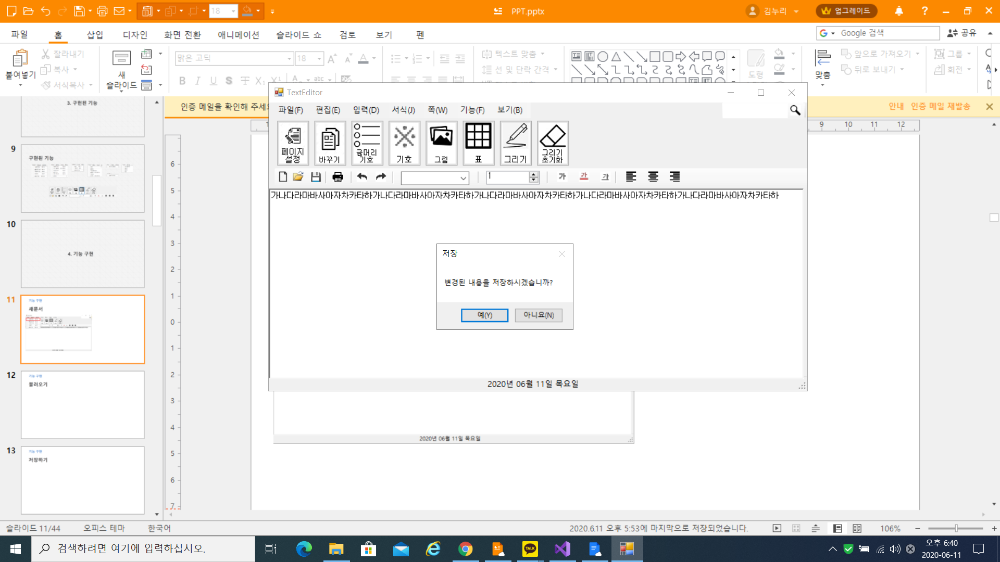 18
PPT.pptx
김누리
업그레이드
파일 홈 삽입 디자인 화면 전환 애니메이션 슬라이드 쇼 검토 보기 펜
Google 검색
공유
붙여넣기
잘라내기
복사
서식복사
새
슬라이드
맑은 고딕
18
텍스트 맞춤
선 및 단락 간격
도형
맞춤
앞으로 가져오기
뒤로 보내기
그룹
회전
인증 메일을 확인해 주세요
안내 인증 메일 재발송
TextEditor
파일(F) 편집(E) 입력(D) 서식(J) 쪽(W) 기능(F) 보기(B)
페이지
설정
바꾸기
글머리
기호
기호
그림
표
그리기
그리기
초기화
1
가 가 가
가나다라마바사아자차카타하가나다라마바사아자차카타하가나다라마바사아자차카타하가나다라마바사아자차카타하가나다라마바사아자차카타하
저장
변경된 내용을 저장하시겠습니까?
예(Y) 아니요(N)
2020년 06월 11일 목요일
2020년 06월 11일 목요일
9 10 11 12
6
5
4
3
2
1
0
1
2
3
4
5
6
7
3. 구현된 기능
9
구현된 기능
10
4. 기능 구현
11
기능 구현
새문서
12
기능 구현
불러오기
13
기능 구현
저장하기
슬라이드 11/44 오피스 테마 한국어
2020.6.11 오후 5:53에 마지막으로 저장되었습니다.
106%
검색하려면 여기에 입력하십시오.
TALK
오후 6:40
2020-06-11